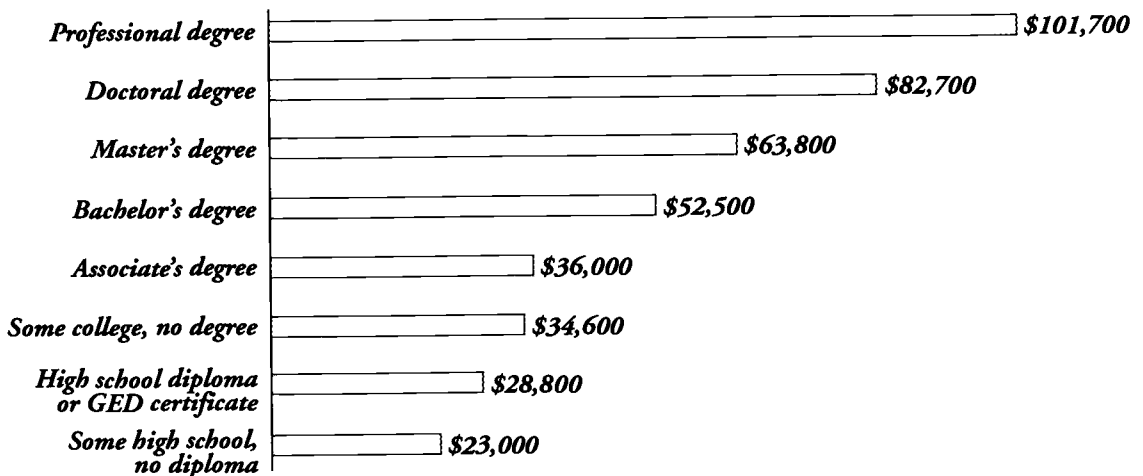 Professional degree $101,700
Doctoral degree $82,700
Master's degree $63,800
Bachelor's degree $52,500
Associate's degree $36,000
Some college, no degree $34,600
High school diploma
or GED certificate $28,800
Some high school,
no diploma $23,000